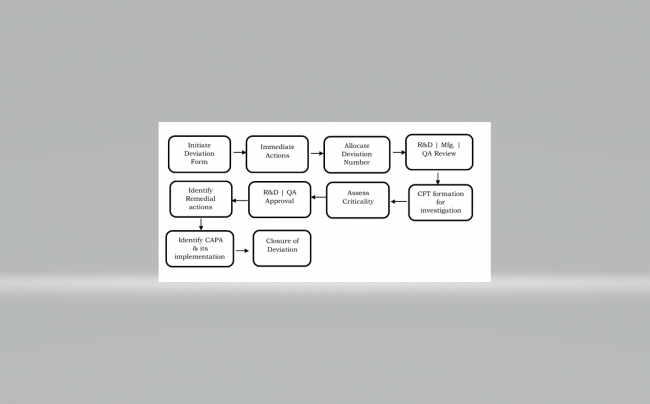 Initiate
Deviation
Form
Immediate
Actions
Allocate
Deviation
Number
R&D | Mfg. |
QA Review
CFT formation
for
investigation
Assess
Criticality
R&D | QA
Approval
Identify
Remedial
actions
Identify CAPA
& its
implementation
Closure of
Deviation